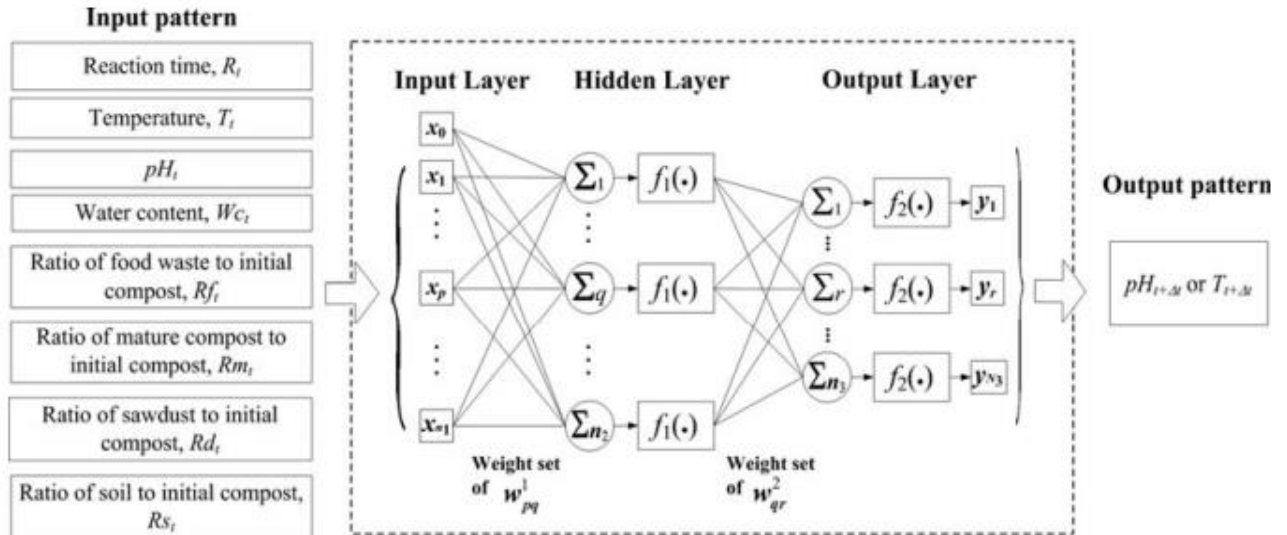 Input pattern
Reaction time, Rₜ
Temperature, Tₜ
pHₜ
Water content, Wcₜ
Ratio of food waste to initial
compost, Rfₜ
Ratio of mature compost to
initial compost, Rmₜ
Ratio of sawdust to initial
compost, Rdₜ
Ratio of soil to initial compost,
Rsₜ
Input Layer
Hidden Layer
Output Layer
x₀
x₁
xₚ
xₙ₁
Σ₁
Σq
Σn₂
f₁(•)
f₁(•)
f₁(•)
Σ₁
Σr
Σn₃
f₂(•)
f₂(•)
f₂(•)
y₁
yᵣ
y_N₃
Weight set
of w¹pq
Weight set
of w²qr
Output pattern
pHₜ₊Δₜ or Tₜ₊Δₜ